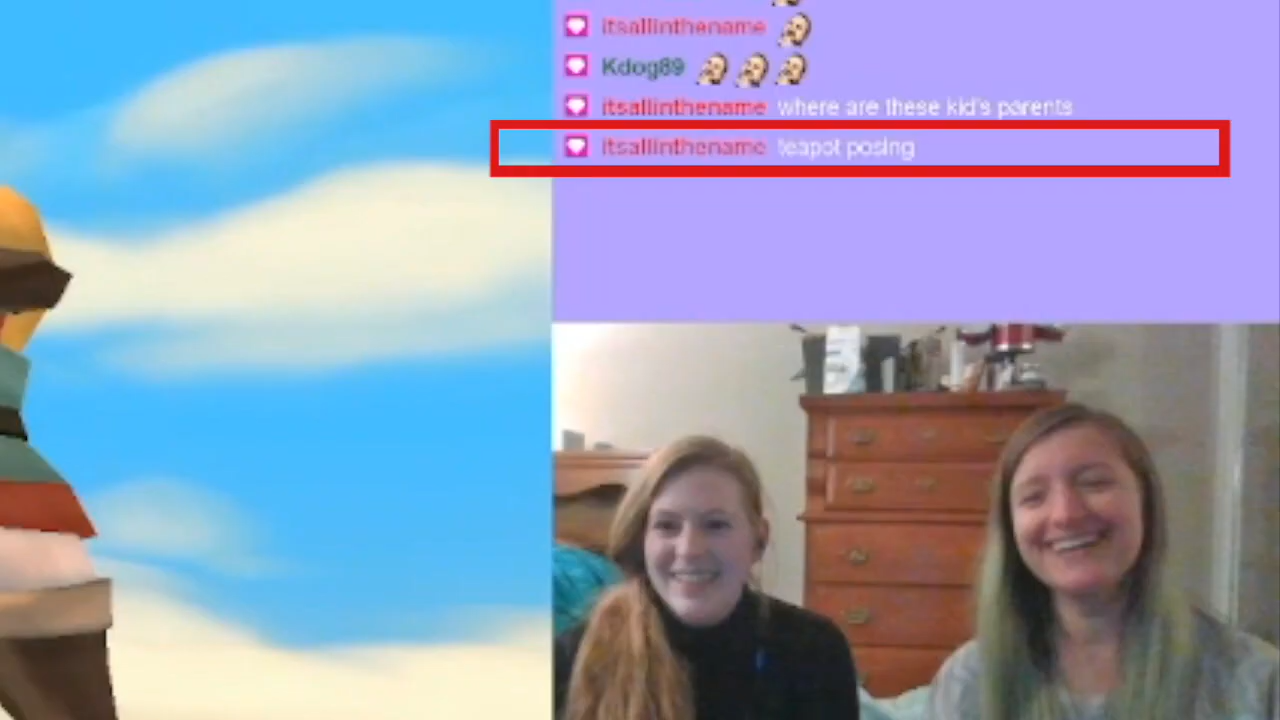 itsallinthename
Kdog89
itsallinthename where are these kid's parents
itsallinthename teapot posing